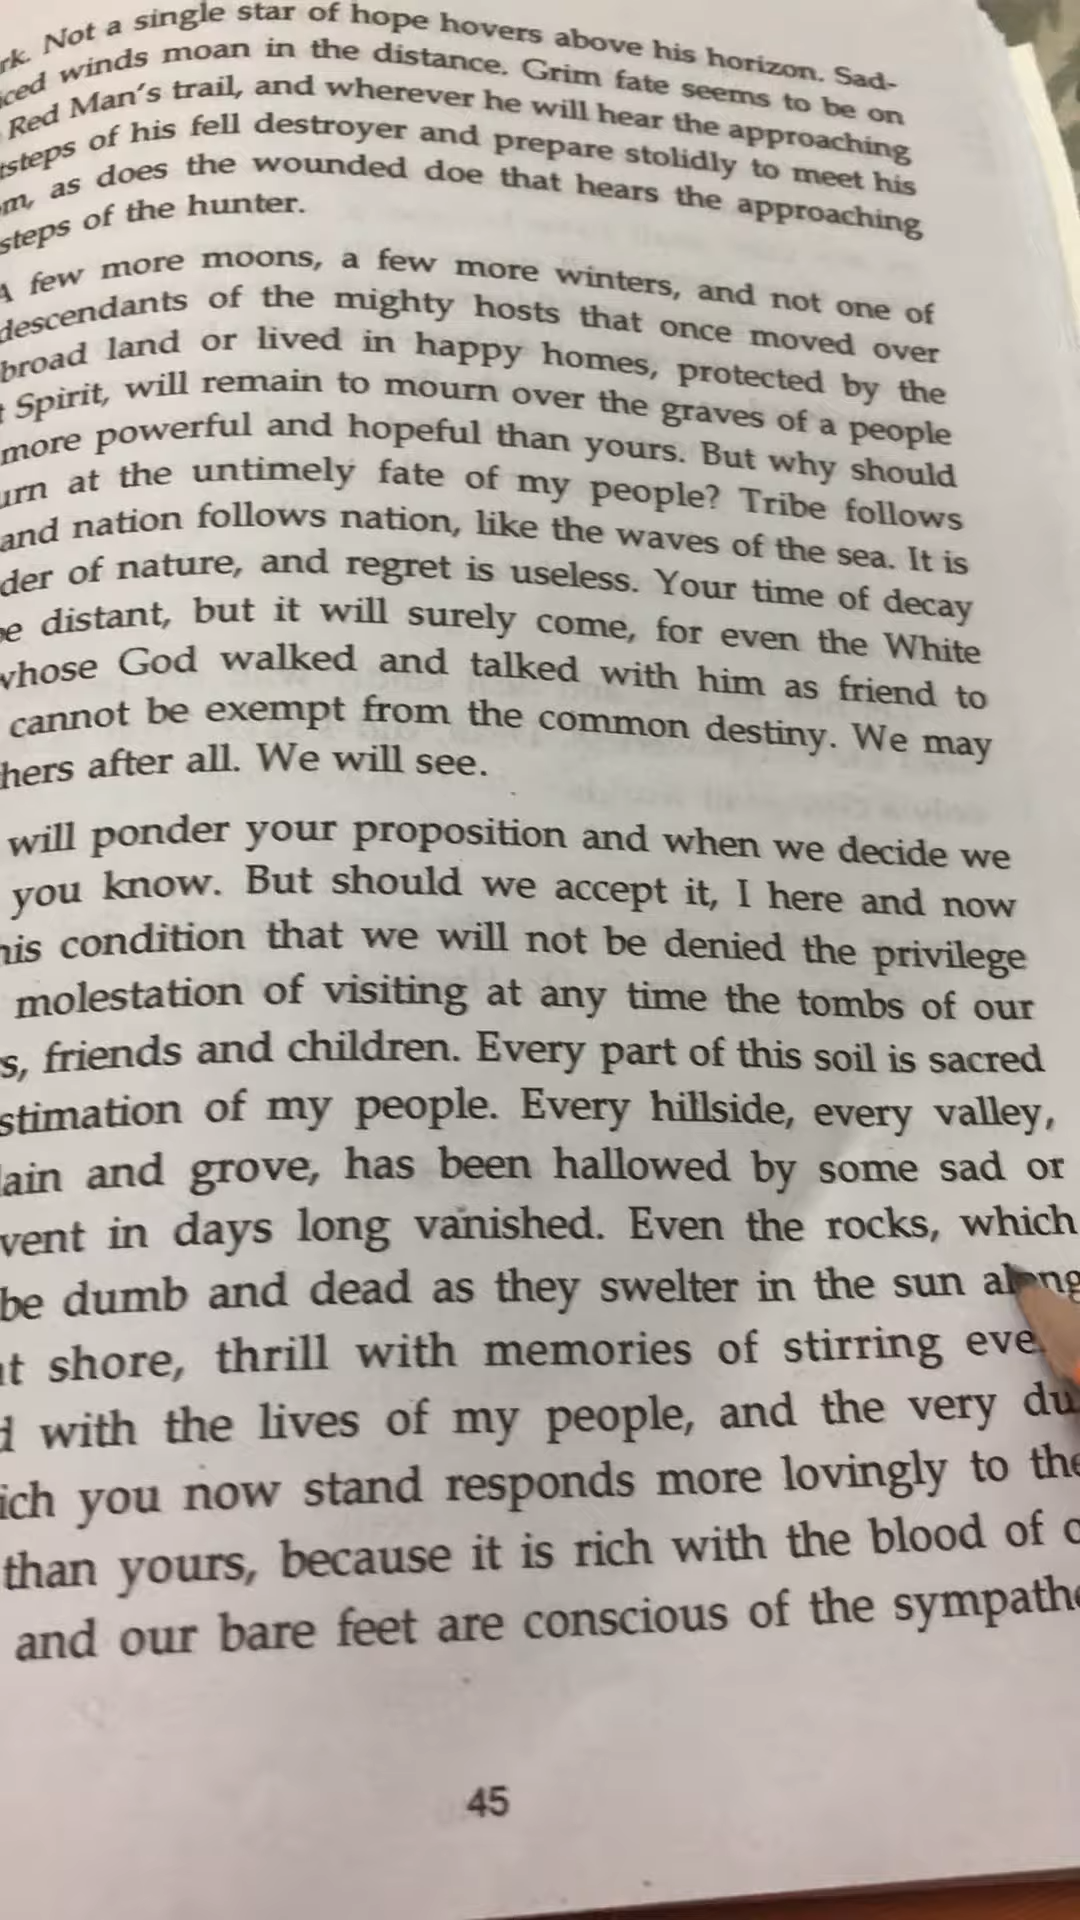 rk. Not a single star of hope hovers above his horizon. Sad-
iced winds moan in the distance. Grim fate seems to be on
Red Man's trail, and wherever he will hear the approaching
tsteps of his fell destroyer and prepare stolidly to meet his
m, as does the wounded doe that hears the approaching
steps of the hunter.
A few more moons, a few more winters, and not one of
descendants of the mighty hosts that once moved over
broad land or lived in happy homes, protected by the
t Spirit, will remain to mourn over the graves of a people
more powerful and hopeful than yours. But why should
urn at the untimely fate of my people? Tribe follows
and nation follows nation, like the waves of the sea. It is
der of nature, and regret is useless. Your time of decay
be distant, but it will surely come, for even the White
whose God walked and talked with him as friend to
cannot be exempt from the common destiny. We may
hers after all. We will see.
will ponder your proposition and when we decide we
you know. But should we accept it, I here and now
his condition that we will not be denied the privilege
molestation of visiting at any time the tombs of our
s, friends and children. Every part of this soil is sacred
stimation of my people. Every hillside, every valley,
lain and grove, has been hallowed by some sad or
vent in days long vanished. Even the rocks, which
be dumb and dead as they swelter in the sun along
nt shore, thrill with memories of stirring eve
d with the lives of my people, and the very du
ich you now stand responds more lovingly to the
than yours, because it is rich with the blood of o
and our bare feet are conscious of the sympathe
45